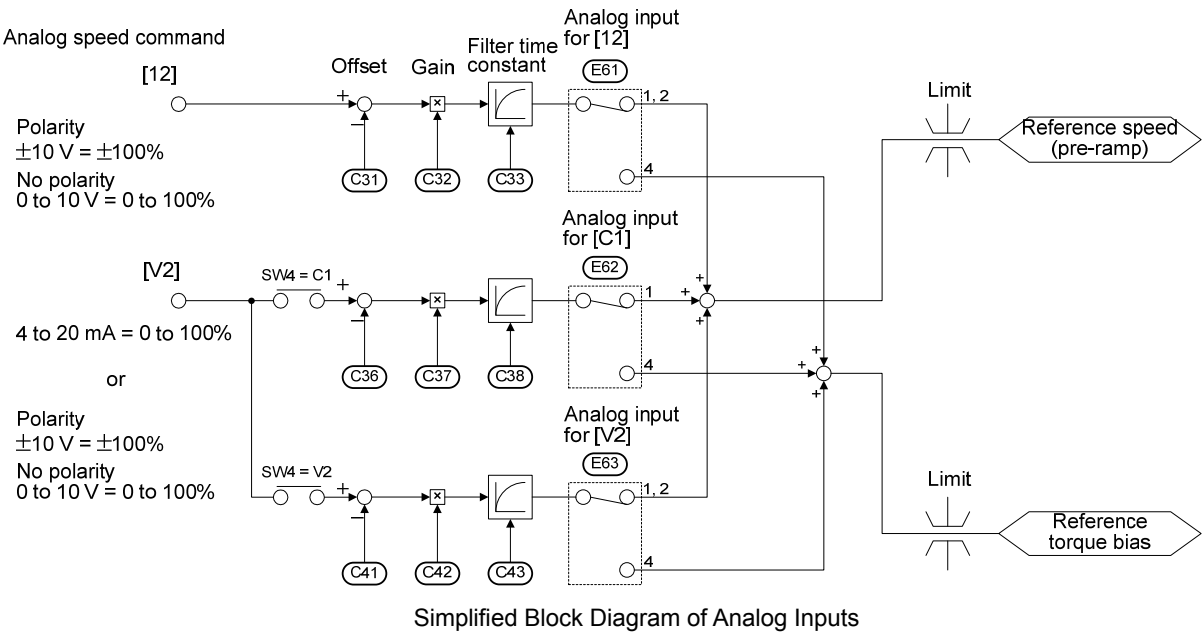 Analog speed command
[12]
Polarity
±10 V = ±100%
No polarity
0 to 10 V = 0 to 100%
Offset
Gain
Filter time
constant
Analog input
for [12]
E61
1, 2
4
+
−
C31
C32
C33
[V2]
4 to 20 mA = 0 to 100%
or
Polarity
±10 V = ±100%
No polarity
0 to 10 V = 0 to 100%
SW4 = C1
+
−
C36
C37
C38
Analog input
for [C1]
E62
1
4
SW4 = V2
+
−
C41
C42
C43
Analog input
for [V2]
E63
1, 2
4
+
+
+
+
+
+
Limit
Reference speed
(pre-ramp)
Limit
Reference
torque bias
Simplified Block Diagram of Analog Inputs